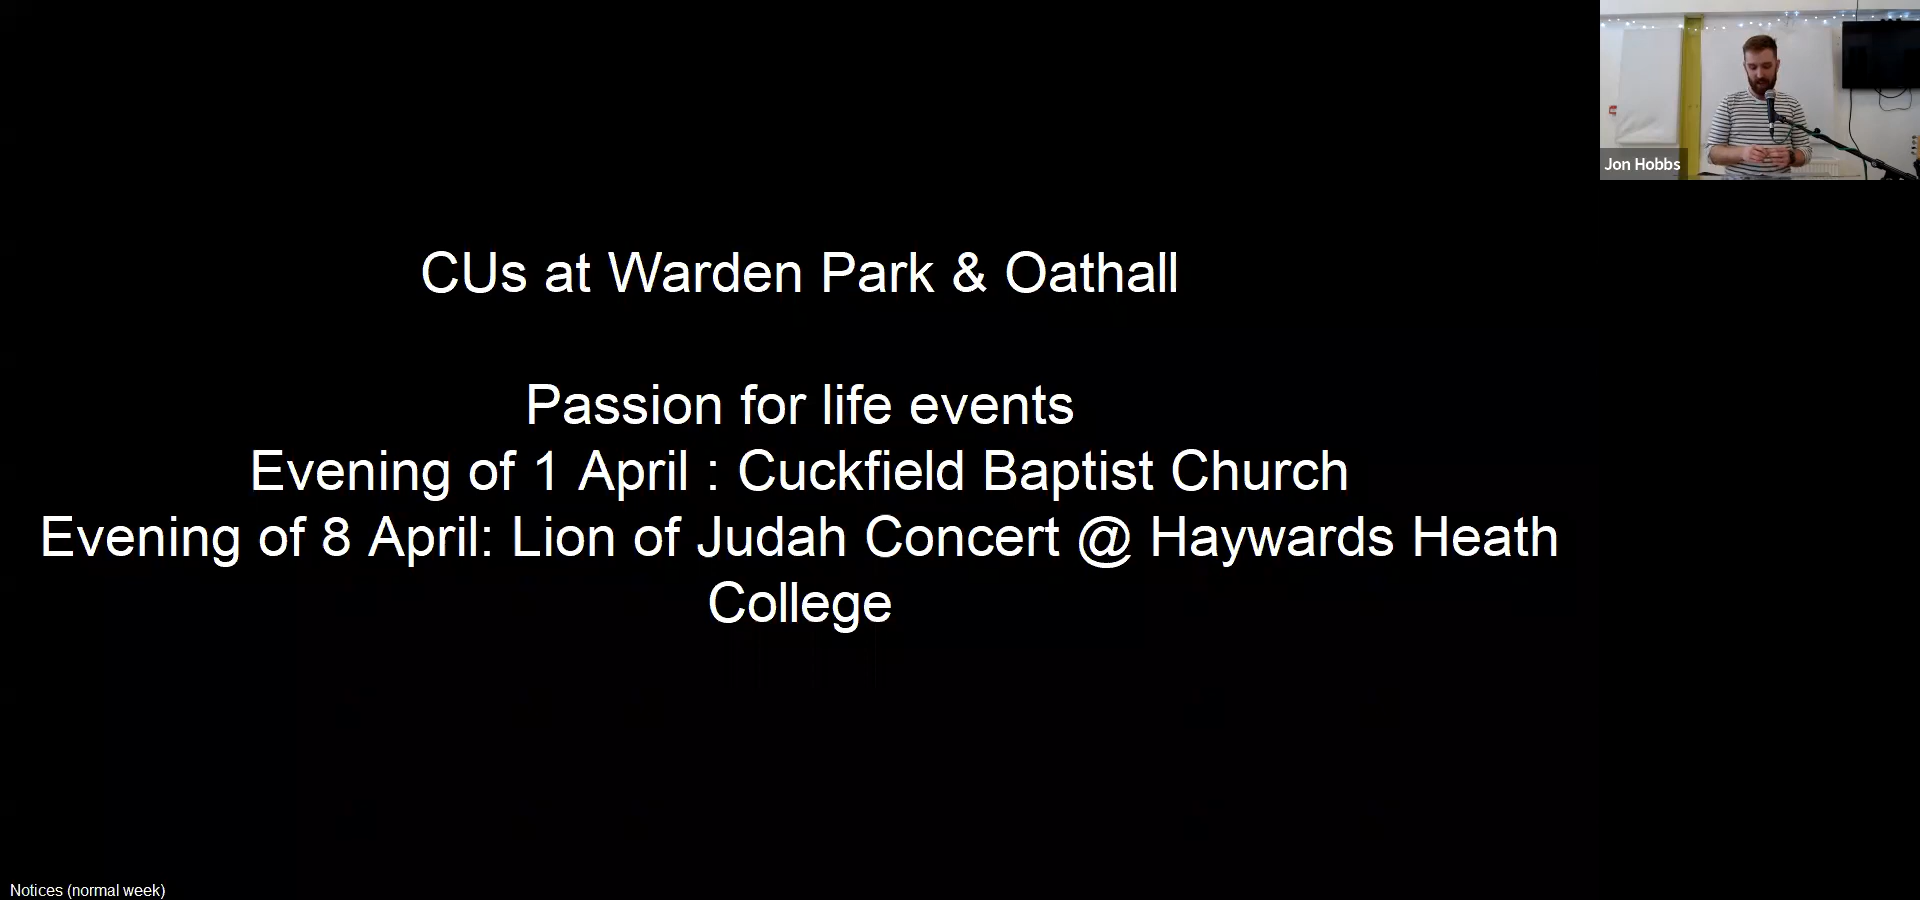 Jon Hobbs
CUs at Warden Park & Oathall
Passion for life events
Evening of 1 April : Cuckfield Baptist Church
Evening of 8 April: Lion of Judah Concert @ Haywards Heath
College
Notices (normal week)